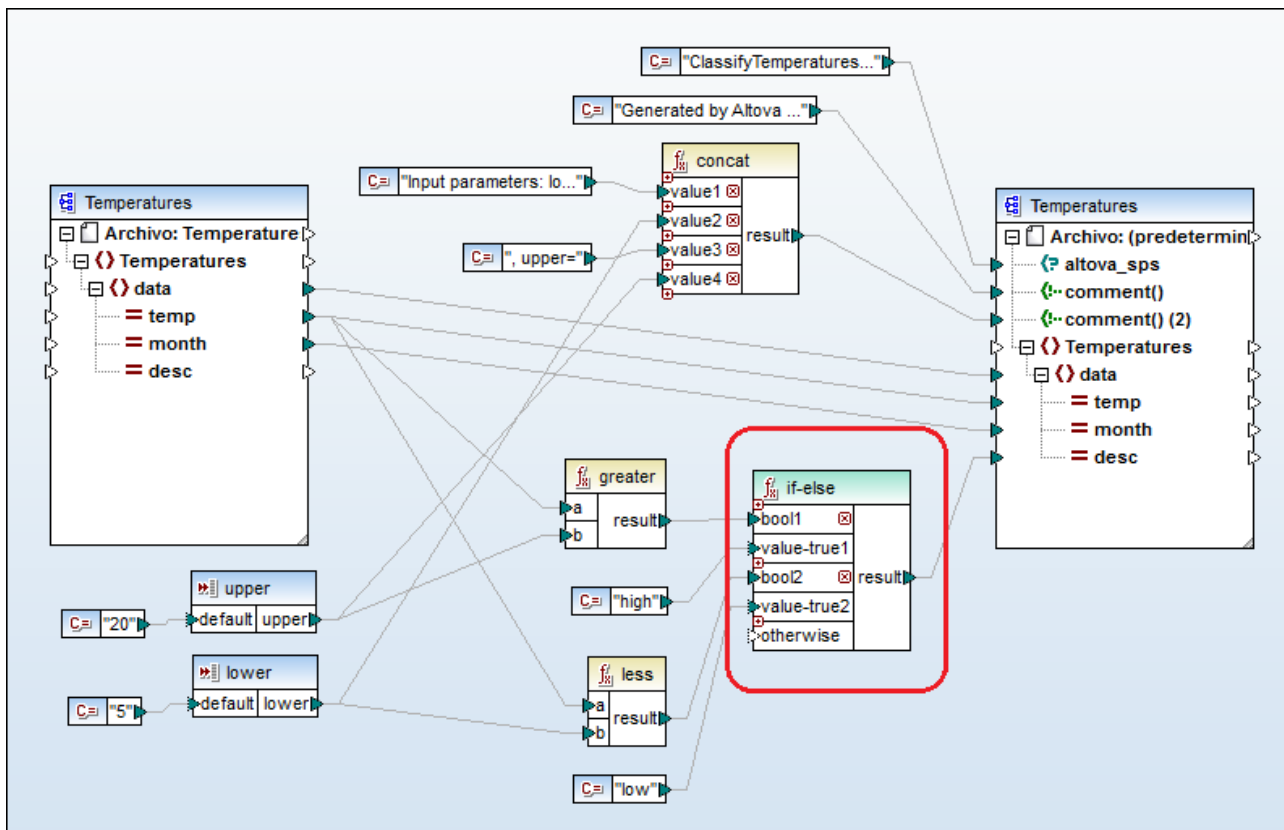 C= "ClassifyTemperatures..."
C= "Generated by Altova ..."
C= "Input parameters: lo..."
C= ", upper="
concat
value1
value2
value3
value4
result
Temperatures
Archivo: Temperature
Temperatures
data
temp
month
desc
Temperatures
Archivo: (predetermin
altova_sps
comment()
comment() (2)
Temperatures
data
temp
month
desc
greater
a
b
result
if-else
bool1
value-true1
bool2
value-true2
otherwise
result
C= "high"
upper
C= "20"
default upper
lower
C= "5"
default lower
less
a
b
result
C= "low"